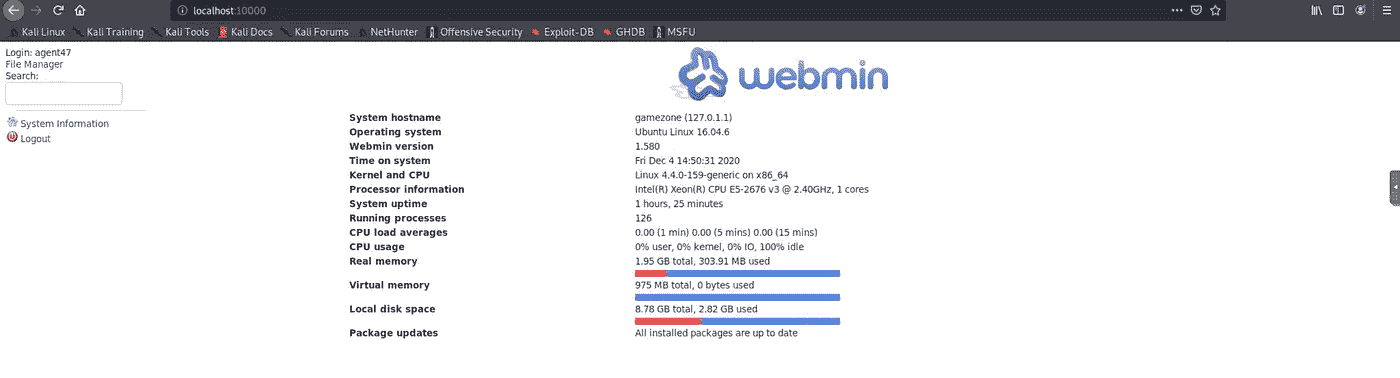 localhost:10000
Kali Linux Kali Training Kali Tools Kali Docs Kali Forums NetHunter Offensive Security Exploit-DB GHDB MSFU
Login: agent47
File Manager
Search:
System Information
Logout
webmin
System hostname gamezone (127.0.1.1)
Operating system Ubuntu Linux 16.04.6
Webmin version 1.580
Time on system Fri Dec 4 14:50:31 2020
Kernel and CPU Linux 4.4.0-159-generic on x86_64
Processor information Intel(R) Xeon(R) CPU E5-2676 v3 @ 2.40GHz, 1 cores
System uptime 1 hours, 25 minutes
Running processes 126
CPU load averages 0.00 (1 min) 0.00 (5 mins) 0.00 (15 mins)
CPU usage 0% user, 0% kernel, 0% IO, 100% idle
Real memory 1.95 GB total, 303.91 MB used
Virtual memory 975 MB total, 0 bytes used
Local disk space 8.78 GB total, 2.82 GB used
Package updates All installed packages are up to date